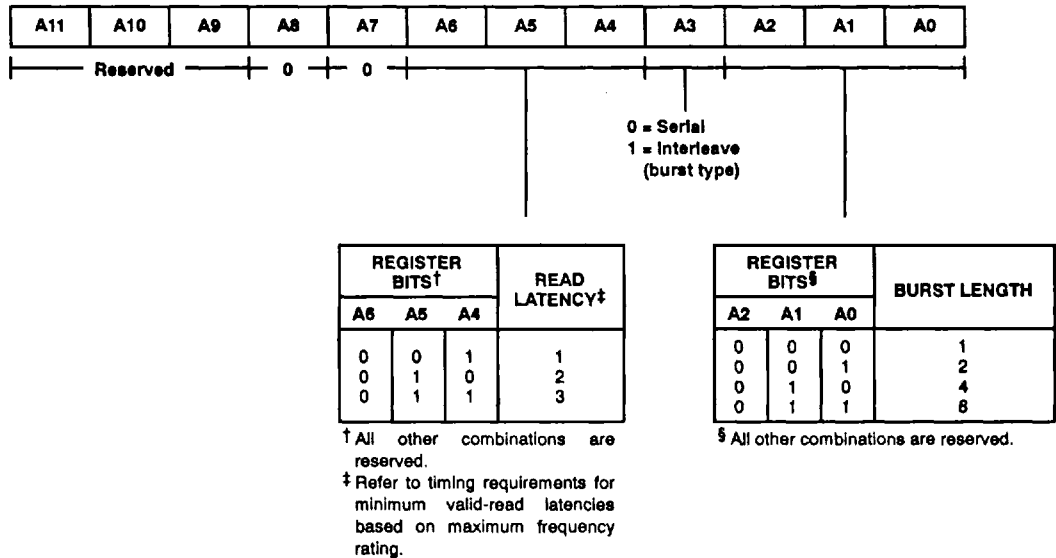 A11 A10 A9 A8 A7 A6 A5 A4 A3 A2 A1 A0
Reserved 0 0
0 = Serial
1 = Interleave
(burst type)
REGISTER
BITS†
READ
LATENCY‡
A6 A5 A4
0 0 1 1
0 1 0 2
0 1 1 3
† All other combinations are
reserved.
‡ Refer to timing requirements for
minimum valid-read latencies
based on maximum frequency
rating.
REGISTER
BITS§
BURST LENGTH
A2 A1 A0
0 0 0 1
0 0 1 2
0 1 0 4
0 1 1 8
§ All other combinations are reserved.